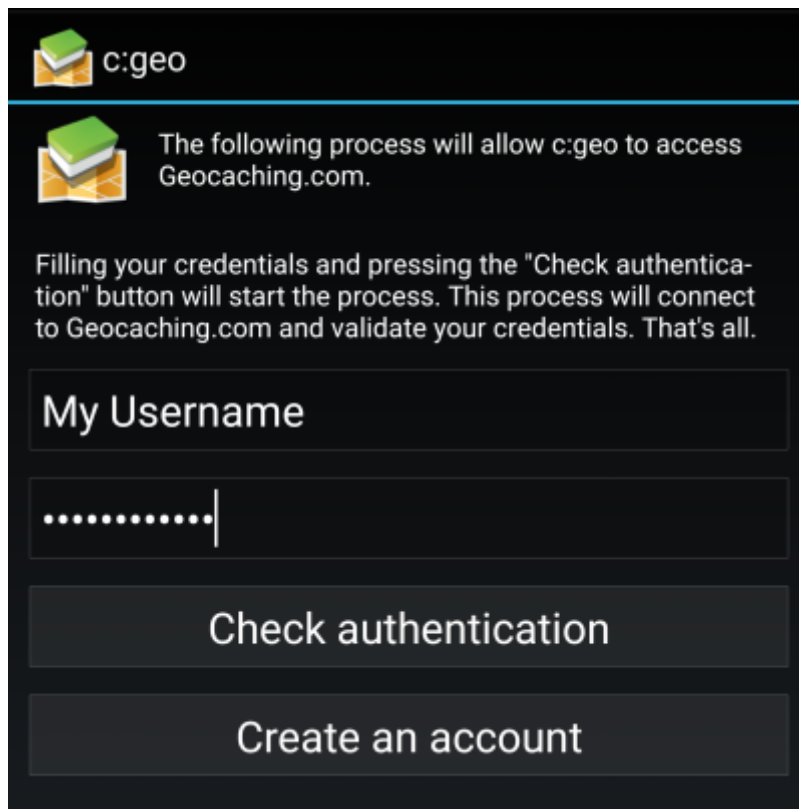 c:geo
The following process will allow c:geo to access
Geocaching.com.
Filling your credentials and pressing the "Check authentica-
tion" button will start the process. This process will connect
to Geocaching.com and validate your credentials. That's all.
My Username
••••••••••••
Check authentication
Create an account